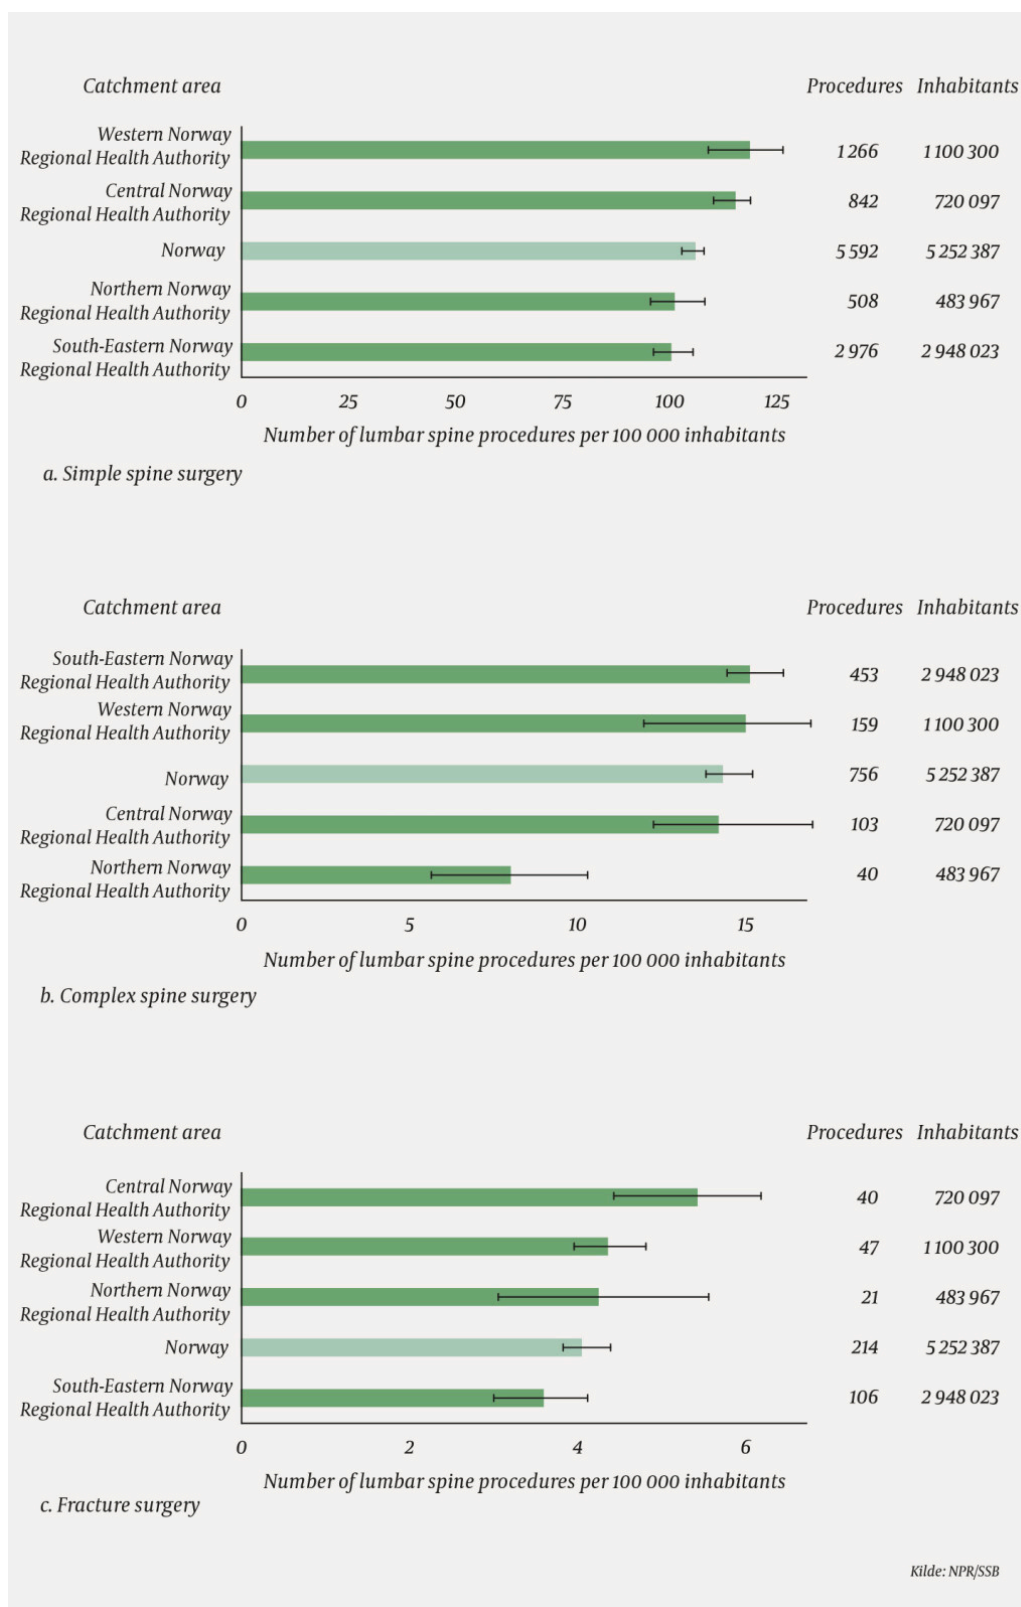 Catchment area Procedures Inhabitants
Western Norway
Regional Health Authority 1 266 1 100 300
Central Norway
Regional Health Authority 842 720 097
Norway 5 592 5 252 387
Northern Norway
Regional Health Authority 508 483 967
South-Eastern Norway
Regional Health Authority 2 976 2 948 023
0 25 50 75 100 125
Number of lumbar spine procedures per 100 000 inhabitants
a. Simple spine surgery
Catchment area Procedures Inhabitants
South-Eastern Norway
Regional Health Authority 453 2 948 023
Western Norway
Regional Health Authority 159 1 100 300
Norway 756 5 252 387
Central Norway
Regional Health Authority 103 720 097
Northern Norway
Regional Health Authority 40 483 967
0 5 10 15
Number of lumbar spine procedures per 100 000 inhabitants
b. Complex spine surgery
Catchment area Procedures Inhabitants
Central Norway
Regional Health Authority 40 720 097
Western Norway
Regional Health Authority 47 1 100 300
Northern Norway
Regional Health Authority 21 483 967
Norway 214 5 252 387
South-Eastern Norway
Regional Health Authority 106 2 948 023
0 2 4 6
Number of lumbar spine procedures per 100 000 inhabitants
c. Fracture surgery
Kilde: NPR/SSB